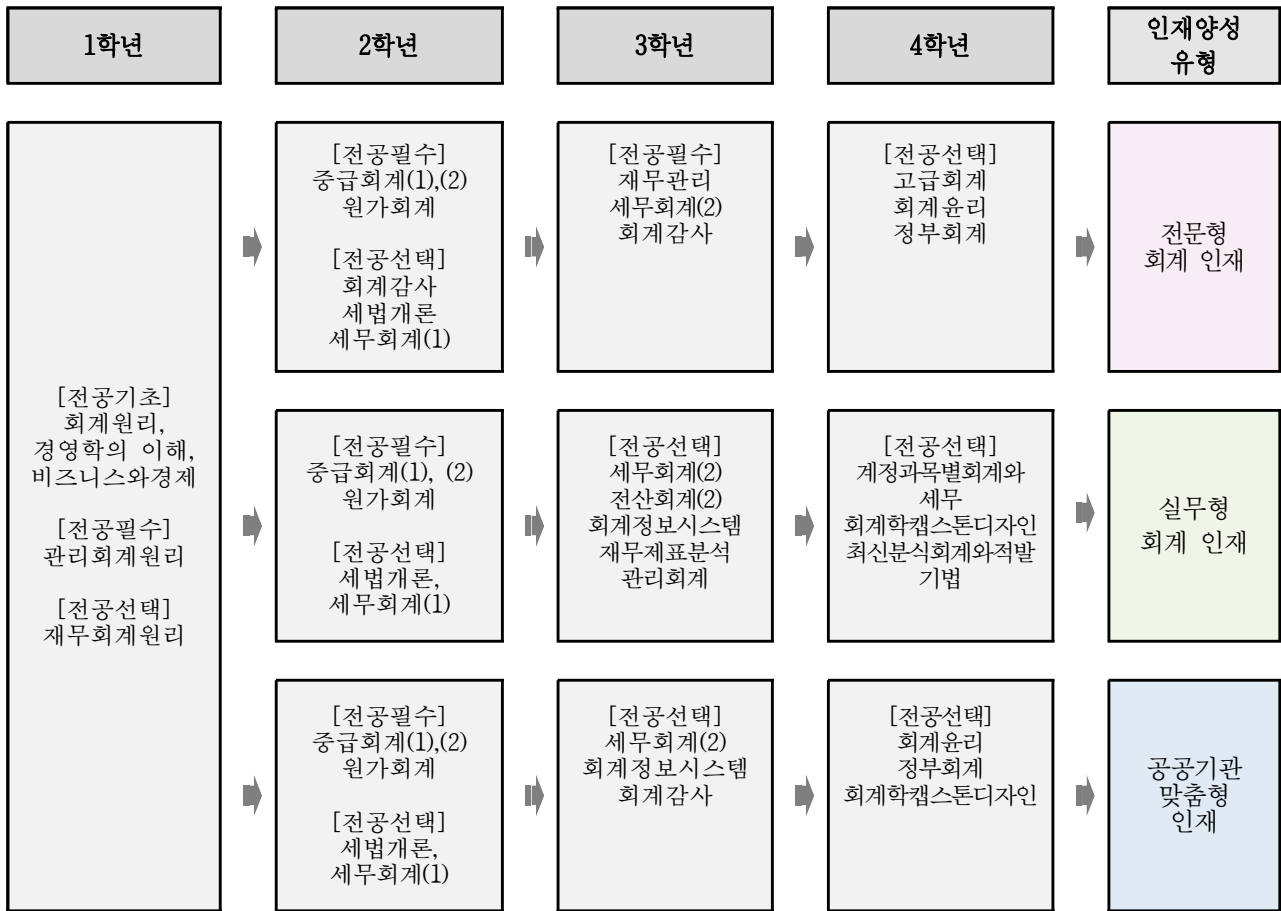 1학년
2학년
3학년
4학년
인재양성
유형
[전공기초]
회계원리,
경영학의 이해,
비즈니스와경제
[전공필수]
관리회계원리
[전공선택]
재무회계원리
[전공필수]
중급회계(1),(2)
원가회계
[전공선택]
회계감사
세법개론
세무회계(1)
[전공필수]
재무관리
세무회계(2)
회계감사
[전공선택]
고급회계
회계윤리
정부회계
전문형
회계 인재
[전공필수]
중급회계(1), (2)
원가회계
[전공선택]
세법개론,
세무회계(1)
[전공선택]
세무회계(2)
전산회계(2)
회계정보시스템
재무제표분석
관리회계
[전공선택]
계정과목별회계와
세무
회계학캡스톤디자인
최신분식회계와적발
기법
실무형
회계 인재
[전공필수]
중급회계(1),(2)
원가회계
[전공선택]
세법개론,
세무회계(1)
[전공선택]
세무회계(2)
회계정보시스템
회계감사
[전공선택]
회계윤리
정부회계
회계학캡스톤디자인
공공기관
맞춤형
인재